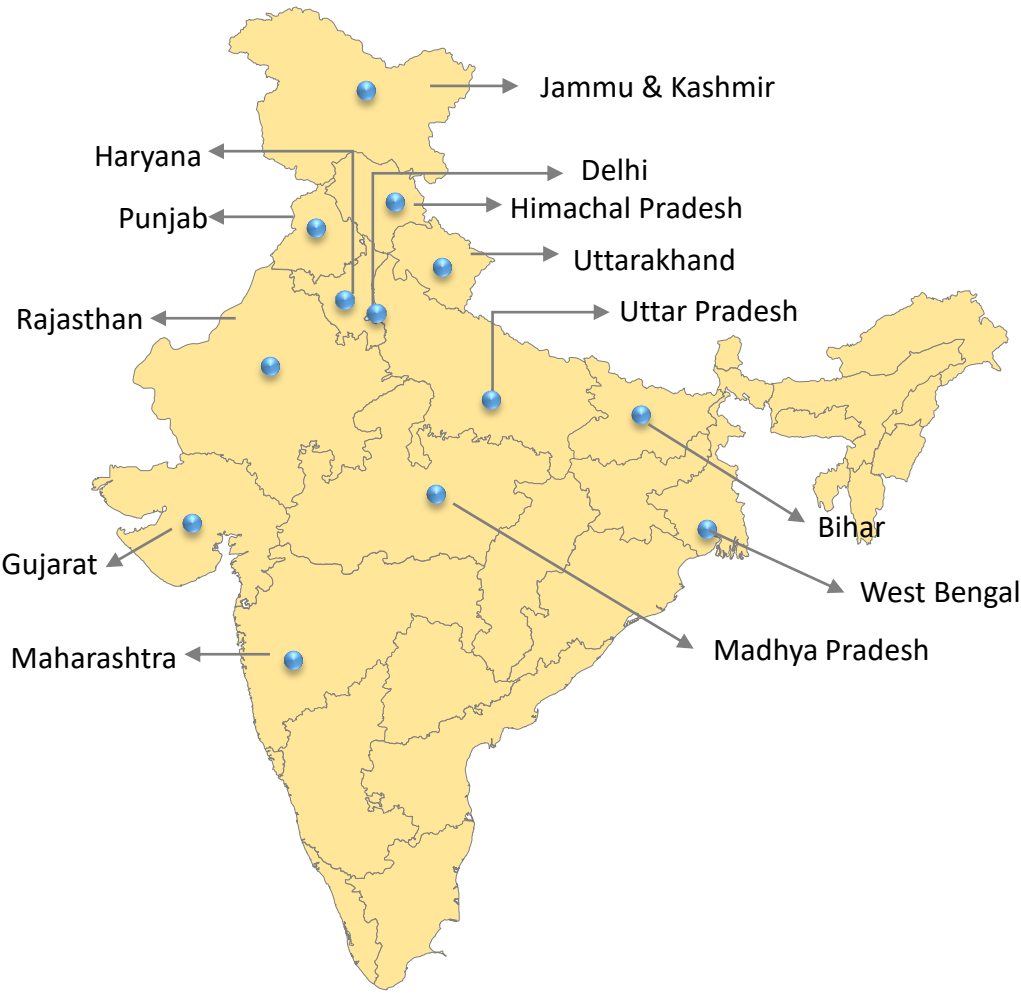 Jammu & Kashmir
Haryana
Delhi
Himachal Pradesh
Punjab
Uttarakhand
Uttar Pradesh
Rajasthan
Bihar
Gujarat
West Bengal
Madhya Pradesh
Maharashtra